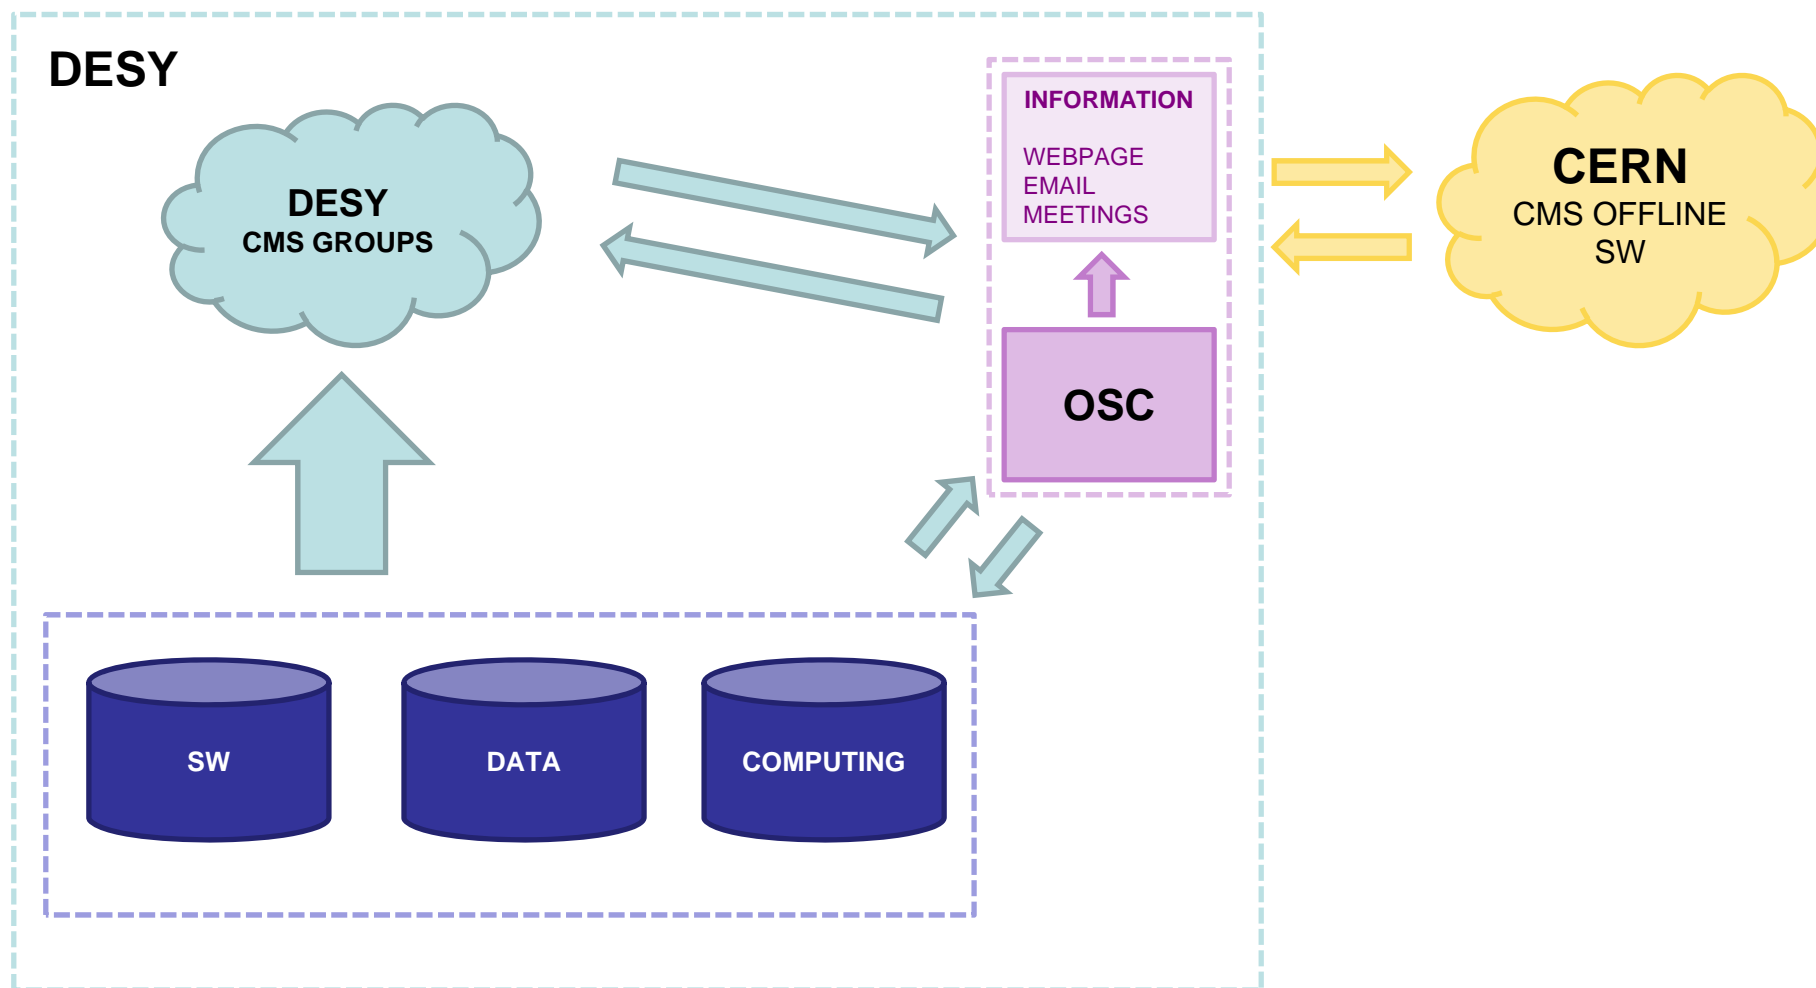 DESY
INFORMATION
WEBPAGE
EMAIL
MEETINGS
DESY
CMS GROUPS
CERN
CMS OFFLINE
SW
OSC
SW
DATA
COMPUTING